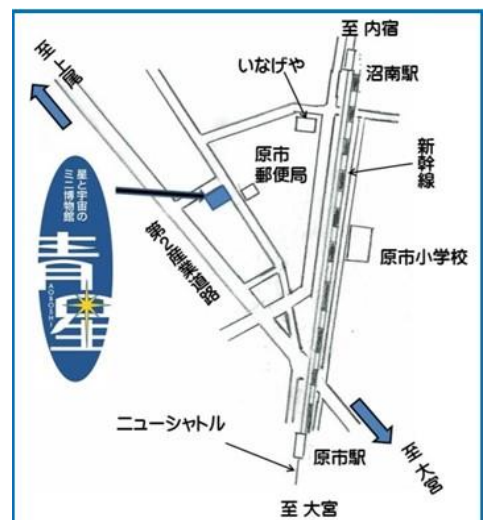 至 内宿
至 上尾
いなげや
沼南駅
星と宇宙の
ミニ博物館
青星
AOBOSHI
原市
郵便局
新幹線
第2産業道路
原市小学校
ニューシャトル
原市駅
至 大宮
至 大宮